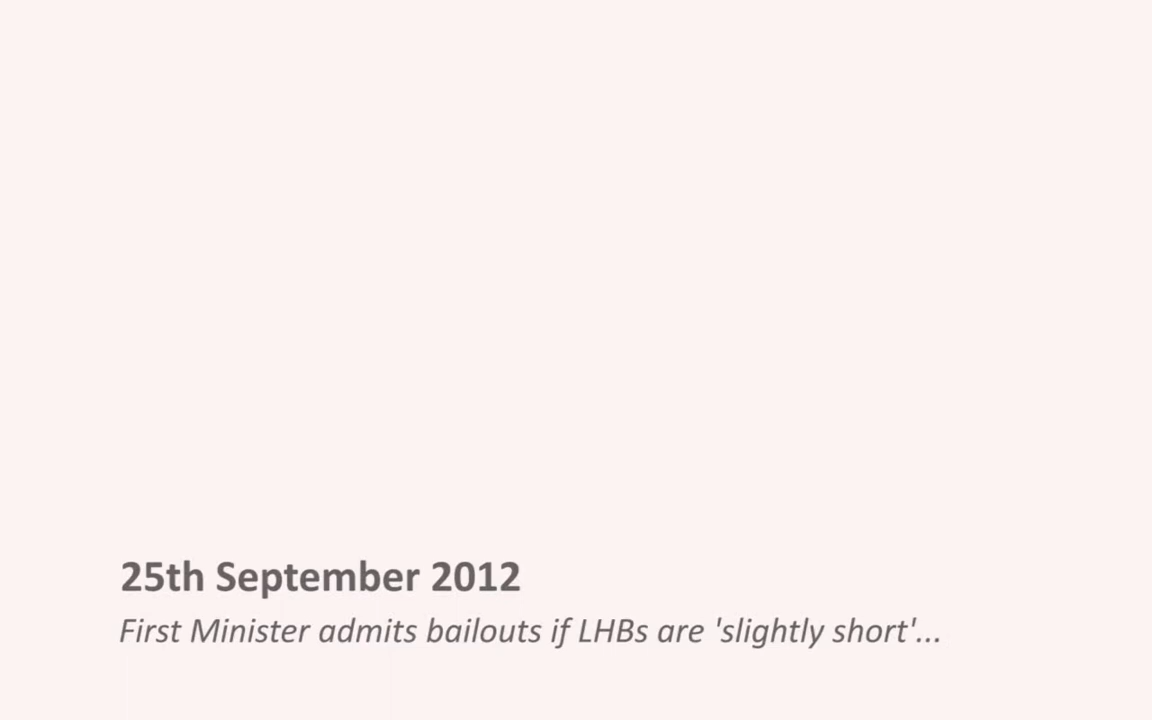 25th September 2012
First Minister admits bailouts if LHBs are 'slightly short'...